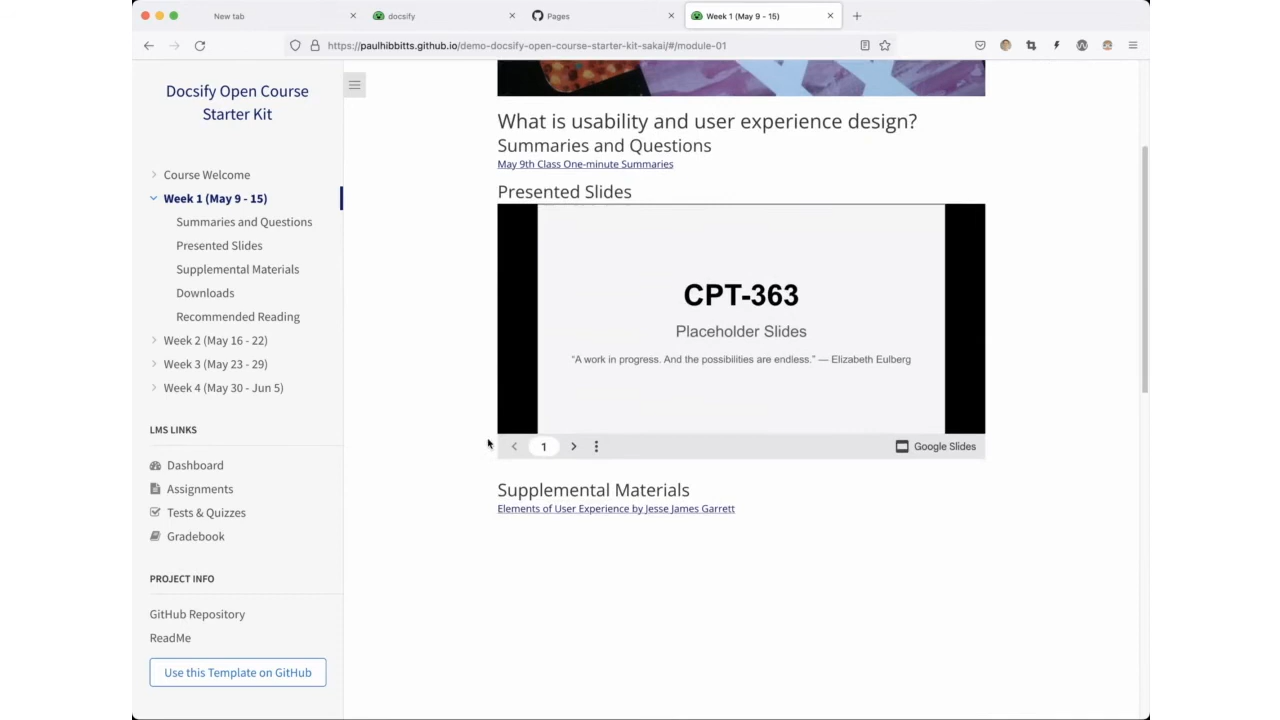 New tab
docsify
Pages
Week 1 (May 9 - 15)
https://paulhibbitts.github.io/demo-docsify-open-course-starter-kit-sakai/#/module-01
Docsify Open Course
Starter Kit
Course Welcome
Week 1 (May 9 - 15)
Summaries and Questions
Presented Slides
Supplemental Materials
Downloads
Recommended Reading
Week 2 (May 16 - 22)
Week 3 (May 23 - 29)
Week 4 (May 30 - Jun 5)
LMS LINKS
Dashboard
Assignments
Tests & Quizzes
Gradebook
PROJECT INFO
GitHub Repository
ReadMe
Use this Template on GitHub
What is usability and user experience design?
Summaries and Questions
May 9th Class One-minute Summaries
Presented Slides
CPT-363
Placeholder Slides
"A work in progress. And the possibilities are endless." — Elizabeth Eulberg
1
Google Slides
Supplemental Materials
Elements of User Experience by Jesse James Garrett